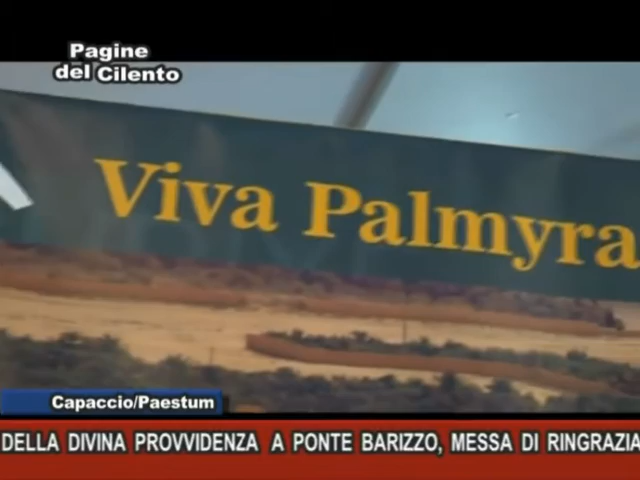 Pagine
del Cilento
Viva Palmyra
Capaccio/Paestum
DELLA DIVINA PROVVIDENZA A PONTE BARIZZO, MESSA DI RINGRAZIA